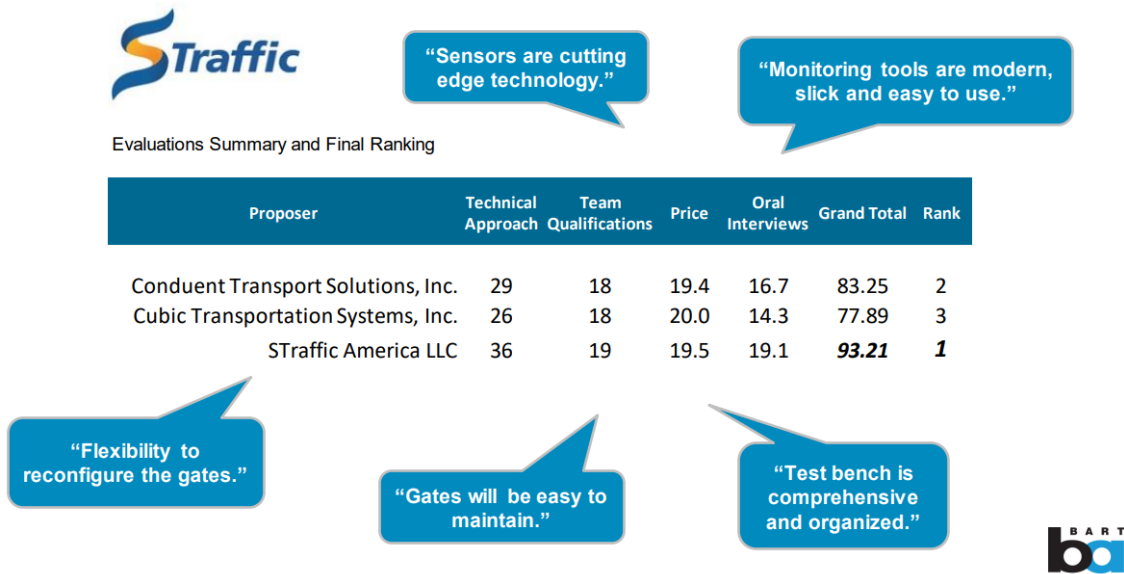 STraffic
“Sensors are cutting
edge technology.”
“Monitoring tools are modern,
slick and easy to use.”
Evaluations Summary and Final Ranking
Proposer Technical Approach Team Qualifications Price Oral Interviews Grand Total Rank
Conduent Transport Solutions, Inc. 29 18 19.4 16.7 83.25 2
Cubic Transportation Systems, Inc. 26 18 20.0 14.3 77.89 3
STraffic America LLC 36 19 19.5 19.1 93.21 1
“Flexibility to
reconfigure the gates.”
“Gates will be easy to
maintain.”
“Test bench is
comprehensive
and organized.”
BART
ba